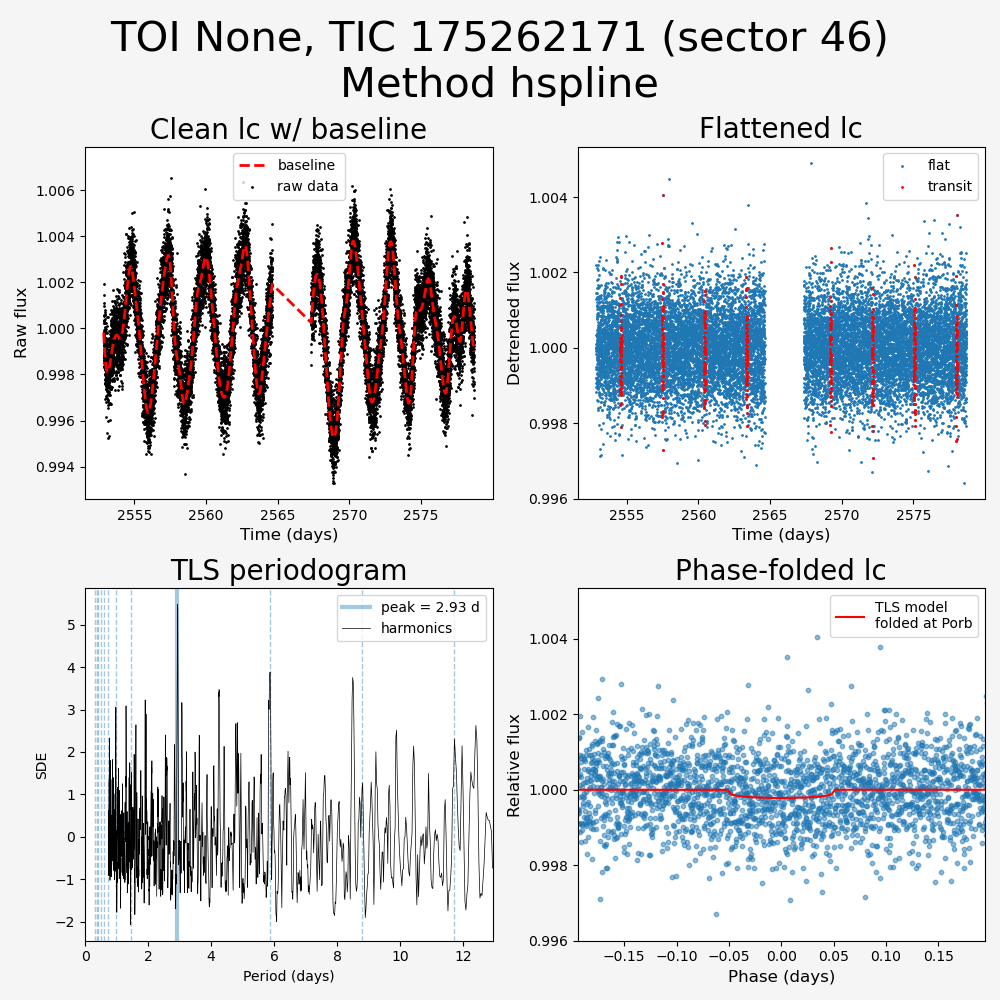 TOI None, TIC 175262171 (sector 46)
Method hspline
Clean lc w/ baseline
baseline
raw data
1.006
1.004
1.002
1.000
0.998
0.996
0.994
Raw flux
2555
2560
2565
2570
2575
Time (days)
Flattened lc
flat
transit
1.004
1.002
1.000
0.998
0.996
Detrended flux
2555
2560
2565
2570
2575
Time (days)
TLS periodogram
peak = 2.93 d
harmonics
5
4
3
2
1
0
−1
−2
SDE
0
2
4
6
8
10
12
Period (days)
Phase-folded lc
TLS model
folded at Porb
1.004
1.002
1.000
0.998
0.996
Relative flux
−0.15
−0.10
−0.05
0.00
0.05
0.10
0.15
Phase (days)